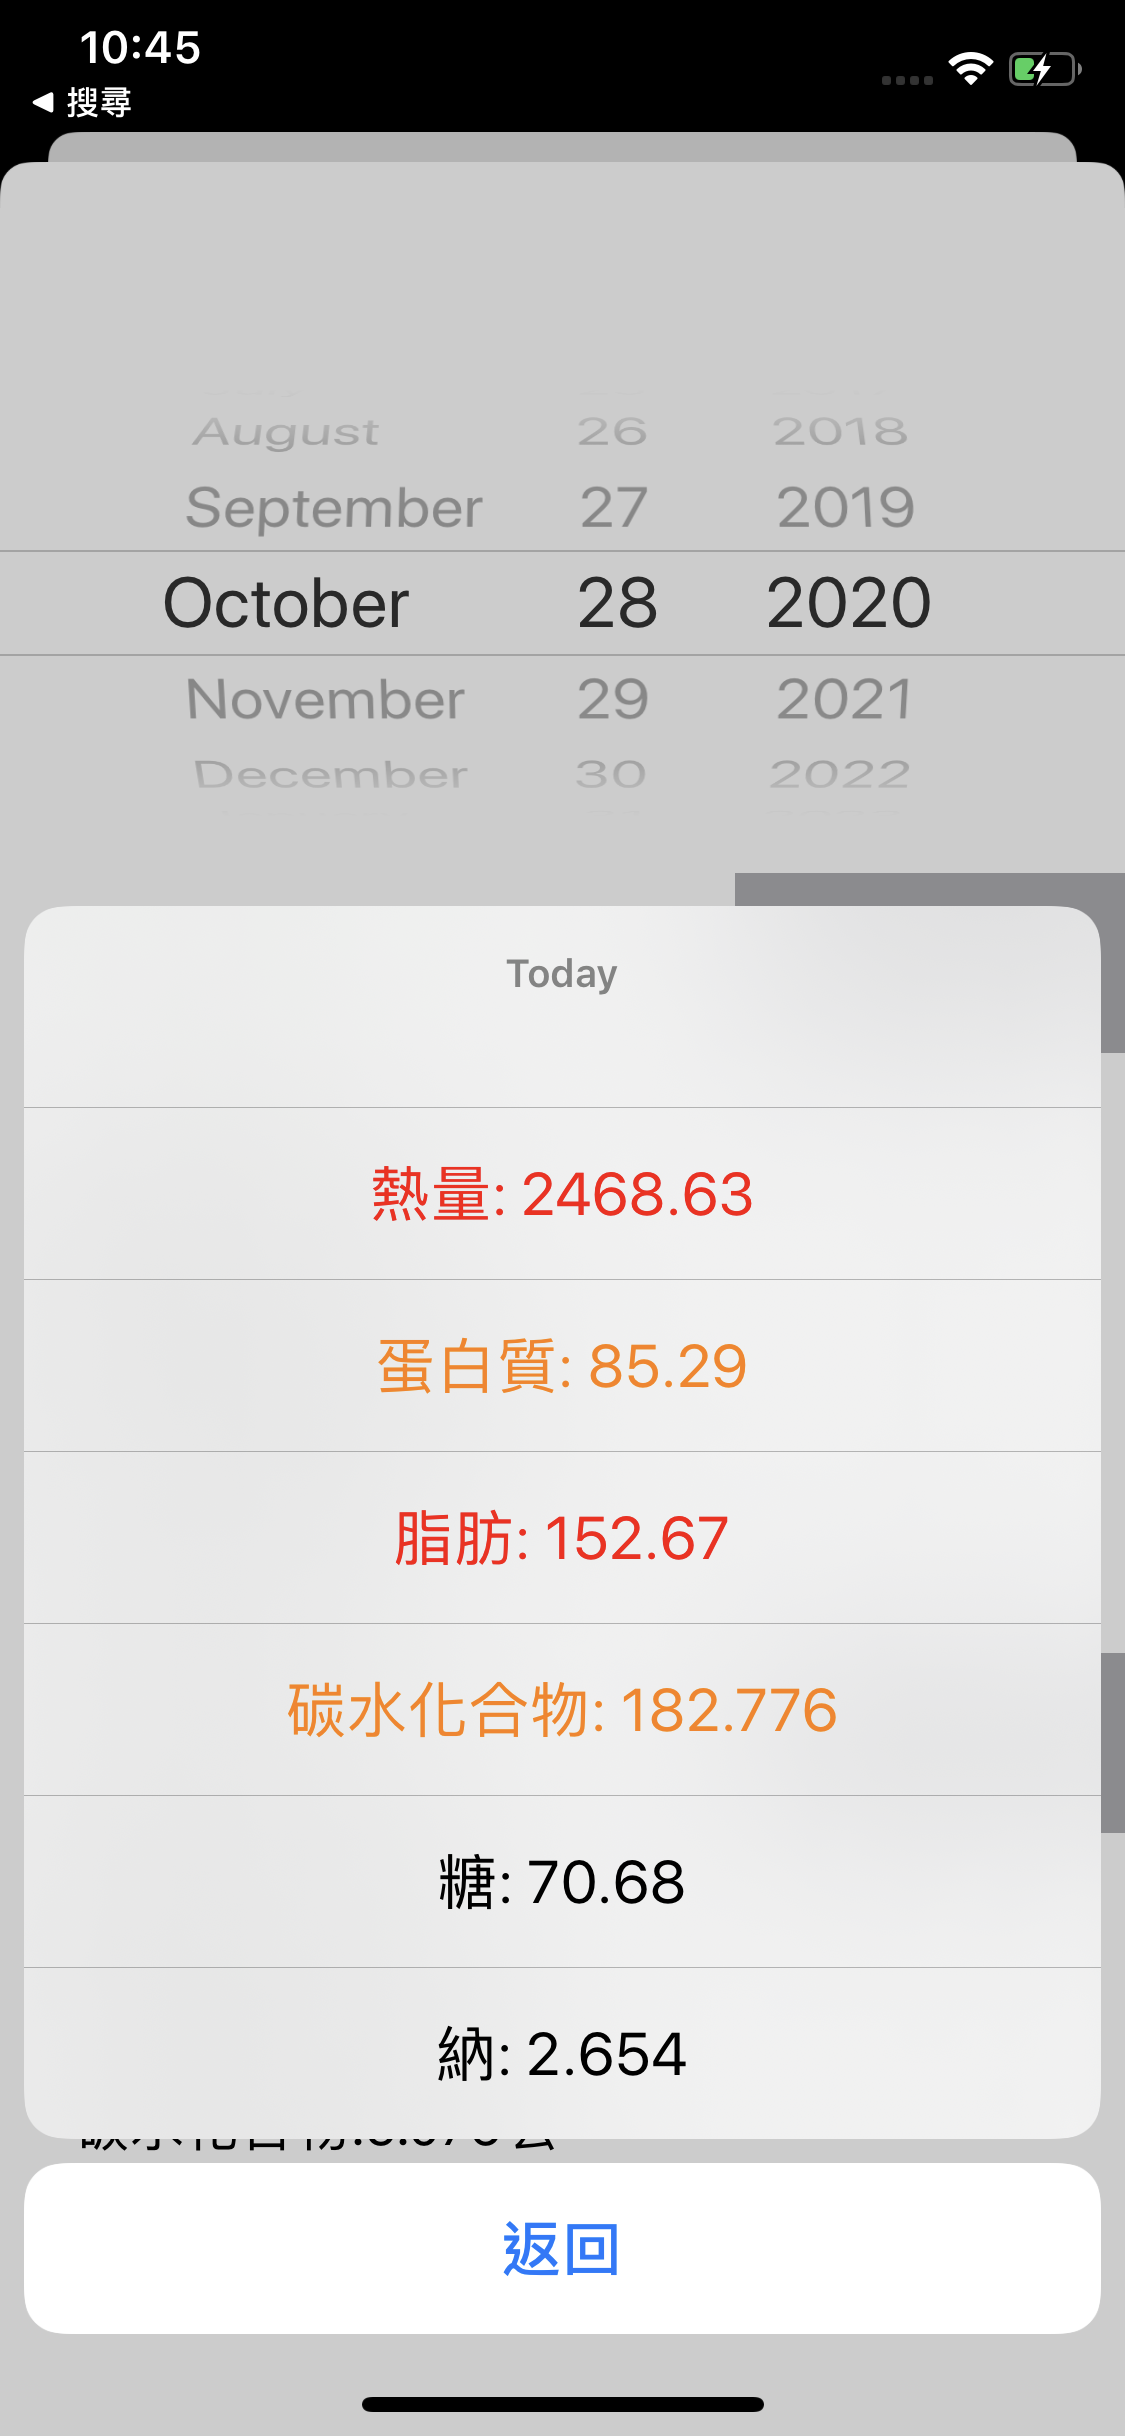 10:45
◀ 搜尋
August 26 2018
September 27 2019
October 28 2020
November 29 2021
December 30 2022
Today
熱量: 2468.63
蛋白質: 85.29
脂肪: 152.67
碳水化合物: 182.776
糖: 70.68
納: 2.654
返回